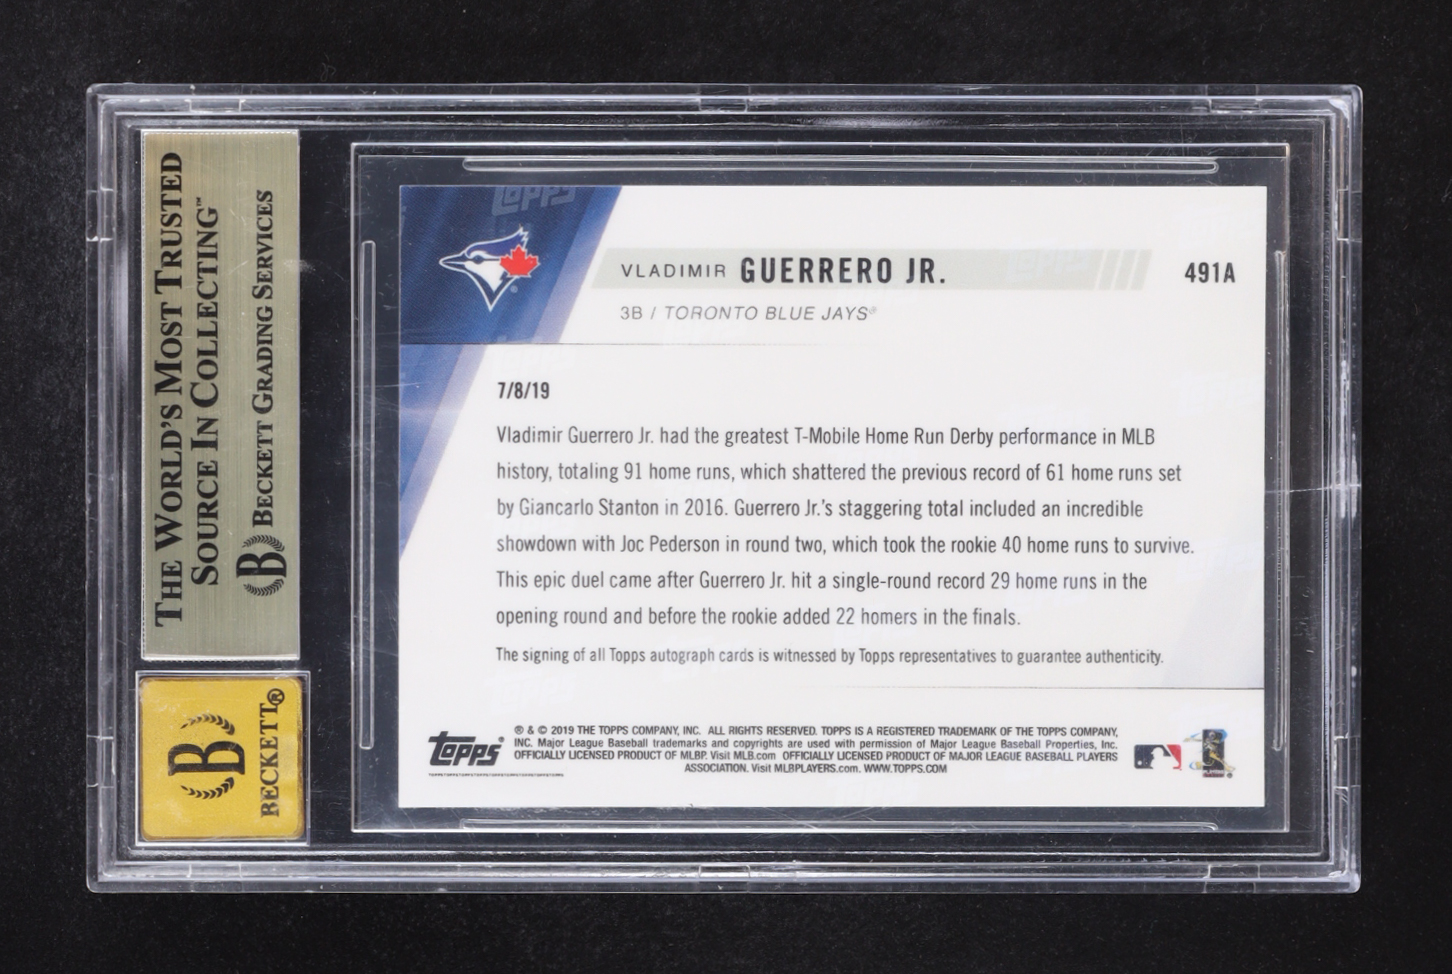 THE WORLD'S MOST TRUSTED
SOURCE IN COLLECTING™
B BECKETT GRADING SERVICES
B
BECKETT®
TOPPS
VLADIMIR GUERRERO JR.
491A
3B / TORONTO BLUE JAYS®
7/8/19
Vladimir Guerrero Jr. had the greatest T-Mobile Home Run Derby performance in MLB
history, totaling 91 home runs, which shattered the previous record of 61 home runs set
by Giancarlo Stanton in 2016. Guerrero Jr.'s staggering total included an incredible
showdown with Joc Pederson in round two, which took the rookie 40 home runs to survive.
This epic duel came after Guerrero Jr. hit a single-round record 29 home runs in the
opening round and before the rookie added 22 homers in the finals.
The signing of all Topps autograph cards is witnessed by Topps representatives to guarantee authenticity.
Topps
® & © 2019 THE TOPPS COMPANY, INC. ALL RIGHTS RESERVED. TOPPS IS A REGISTERED TRADEMARK OF THE TOPPS COMPANY,
INC. Major League Baseball trademarks and copyrights are used with permission of Major League Baseball Properties, Inc.
OFFICIALLY LICENSED PRODUCT OF MLBP. Visit MLB.com OFFICIALLY LICENSED PRODUCT OF MAJOR LEAGUE BASEBALL PLAYERS
ASSOCIATION. Visit MLBPLAYERS.com. WWW.TOPPS.COM